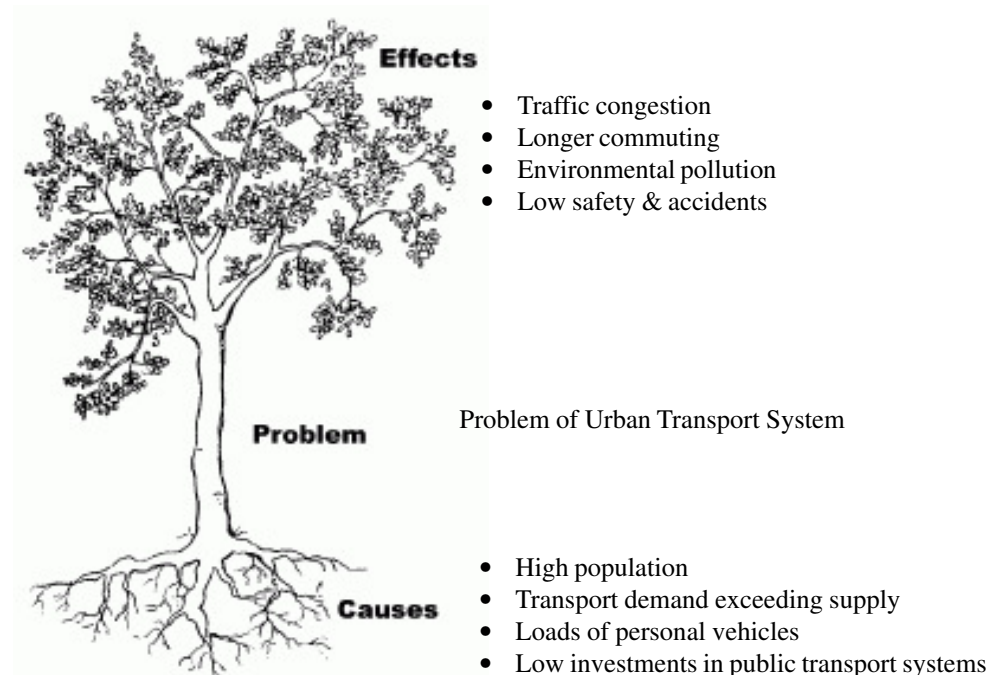 Effects
• Traffic congestion
• Longer commuting
• Environmental pollution
• Low safety & accidents
Problem
Problem of Urban Transport System
Causes
• High population
• Transport demand exceeding supply
• Loads of personal vehicles
• Low investments in public transport systems